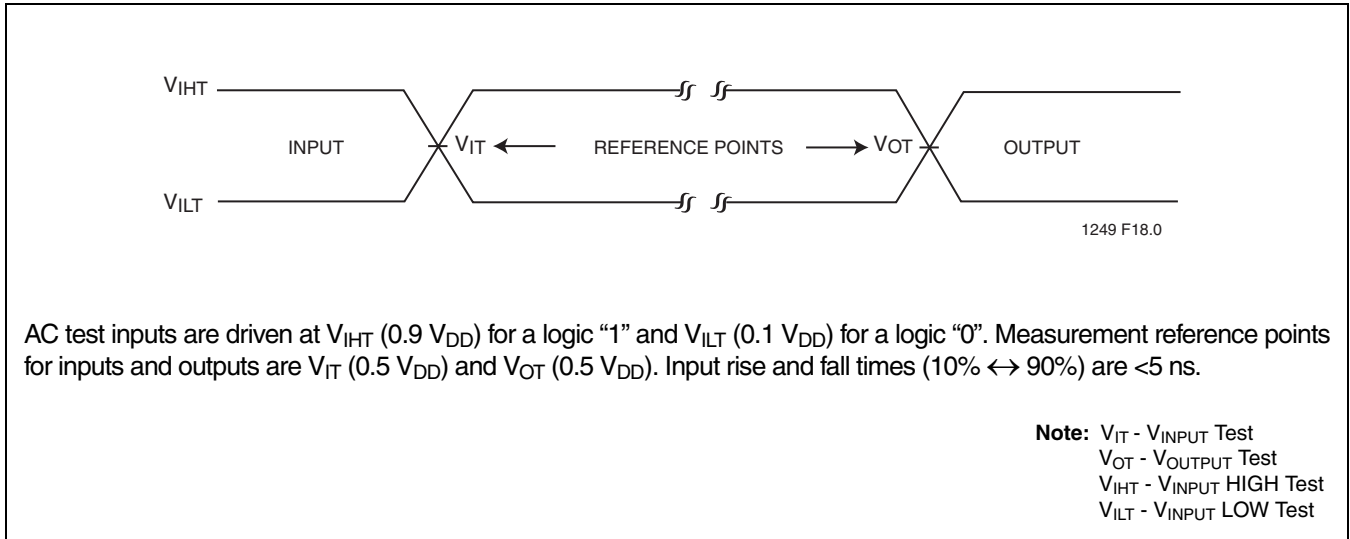 VIHT
INPUT VIT REFERENCE POINTS VOT OUTPUT
VILT
1249 F18.0
AC test inputs are driven at VIHT (0.9 VDD) for a logic “1” and VILT (0.1 VDD) for a logic “0”. Measurement reference points
for inputs and outputs are VIT (0.5 VDD) and VOT (0.5 VDD). Input rise and fall times (10% ↔ 90%) are <5 ns.
Note: VIT - VINPUT Test
VOT - VOUTPUT Test
VIHT - VINPUT HIGH Test
VILT - VINPUT LOW Test